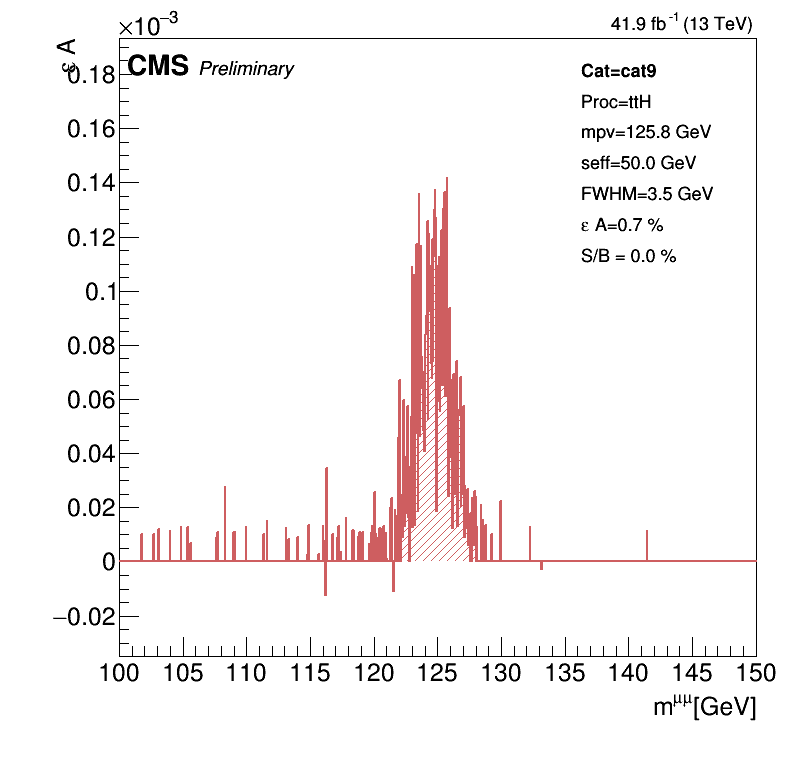 ×10⁻³
41.9 fb⁻¹ (13 TeV)
ε A
CMS Preliminary
Cat=cat9
Proc=ttH
mpv=125.8 GeV
seff=50.0 GeV
FWHM=3.5 GeV
ε A=0.7 %
S/B = 0.0 %
0.18
0.16
0.14
0.12
0.1
0.08
0.06
0.04
0.02
0
−0.02
100 105 110 115 120 125 130 135 140 145 150
m^μμ[GeV]